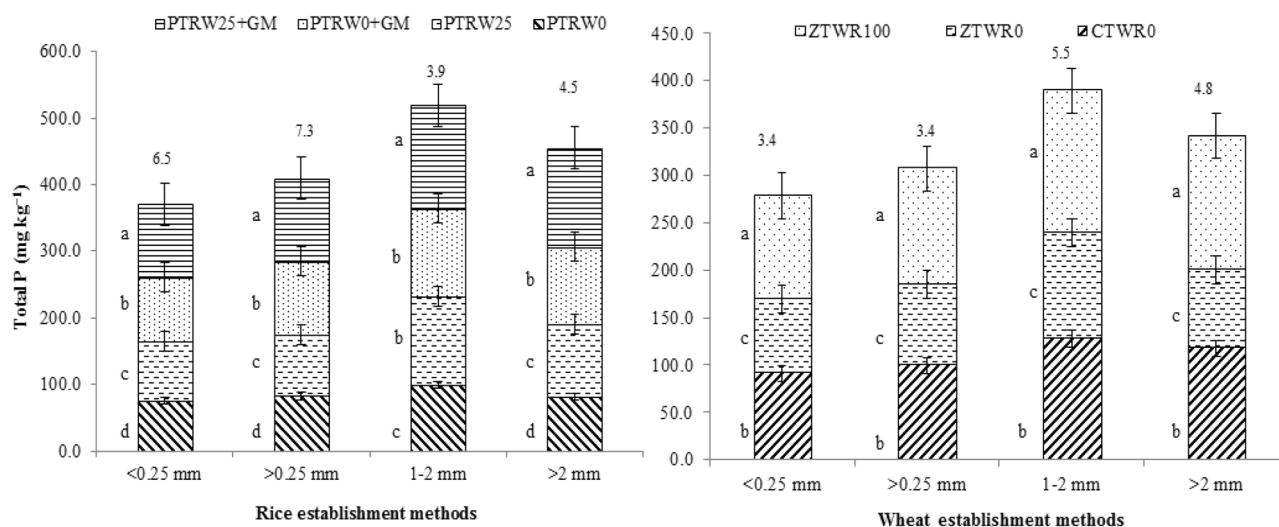 PTRW25+GM PTRW0+GM PTRW25 PTRW0
600.0
500.0
400.0
300.0
200.0
100.0
0.0
Total P (mg kg⁻¹)
6.5
7.3
3.9
4.5
a
b
c
d
a
b
c
d
a
b
b
c
a
b
c
d
<0.25 mm >0.25 mm 1-2 mm >2 mm
Rice establishment methods
ZTWR100 ZTWR0 CTWR0
450.0
400.0
350.0
300.0
250.0
200.0
150.0
100.0
50.0
0.0
3.4
3.4
5.5
4.8
a
c
b
a
c
b
a
c
b
a
c
b
<0.25 mm >0.25 mm 1-2 mm >2 mm
Wheat establishment methods